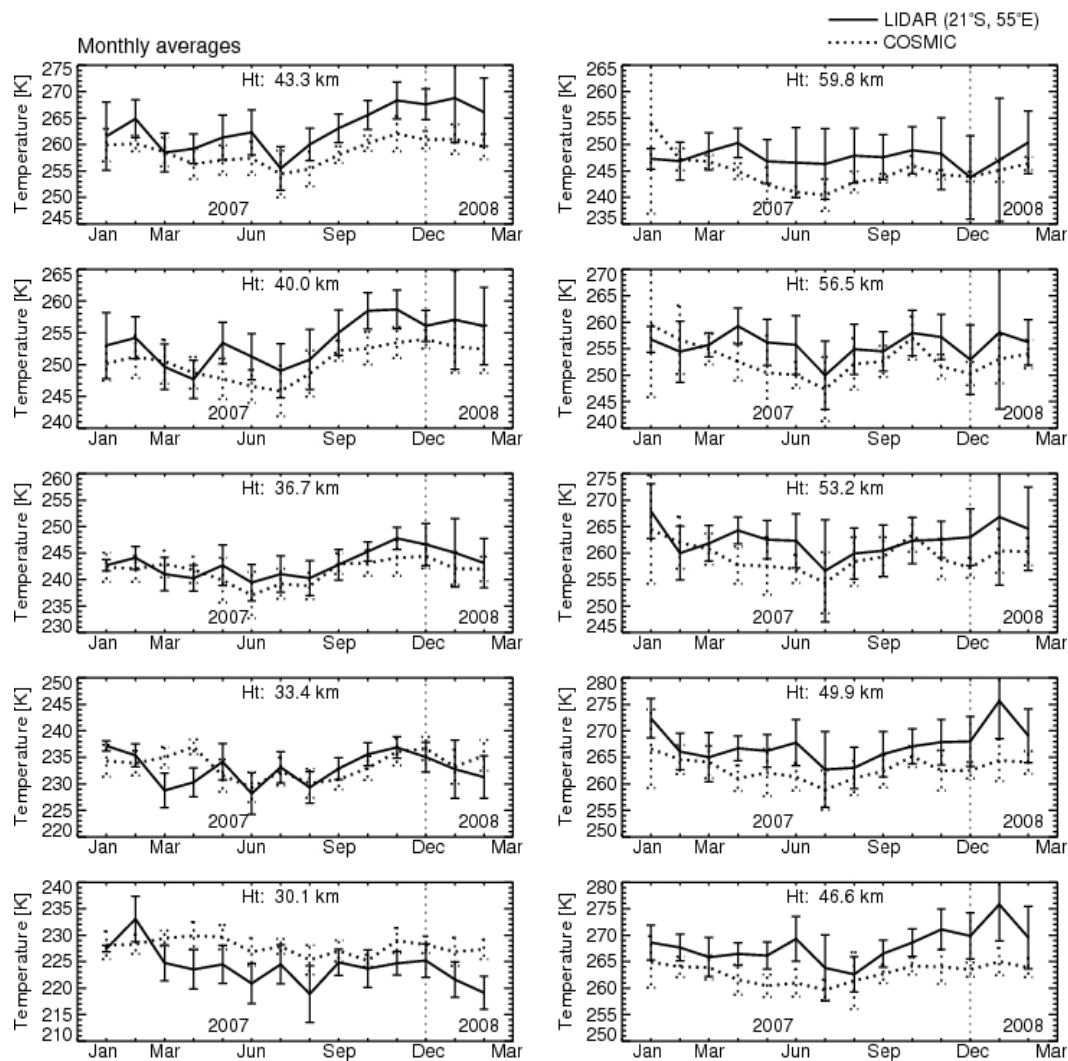 LIDAR (21°S, 55°E)
COSMIC
Monthly averages
Temperature [K]
Ht: 43.3 km
275
270
265
260
255
250
245
2007
2008
Jan Mar Jun Sep Dec Mar
Temperature [K]
Ht: 59.8 km
265
260
255
250
245
240
235
2007
2008
Jan Mar Jun Sep Dec Mar
Temperature [K]
Ht: 40.0 km
265
260
255
250
245
240
2007
2008
Jan Mar Jun Sep Dec Mar
Temperature [K]
Ht: 56.5 km
270
265
260
255
250
245
240
2007
2008
Jan Mar Jun Sep Dec Mar
Temperature [K]
Ht: 36.7 km
260
255
250
245
240
235
230
2007
2008
Jan Mar Jun Sep Dec Mar
Temperature [K]
Ht: 53.2 km
275
270
265
260
255
250
245
2007
2008
Jan Mar Jun Sep Dec Mar
Temperature [K]
Ht: 33.4 km
250
245
240
235
230
225
220
2007
2008
Jan Mar Jun Sep Dec Mar
Temperature [K]
Ht: 49.9 km
280
275
270
265
260
255
250
2007
2008
Jan Mar Jun Sep Dec Mar
Temperature [K]
Ht: 30.1 km
240
235
230
225
220
215
210
2007
2008
Jan Mar Jun Sep Dec Mar
Temperature [K]
Ht: 46.6 km
280
275
270
265
260
255
250
2007
2008
Jan Mar Jun Sep Dec Mar